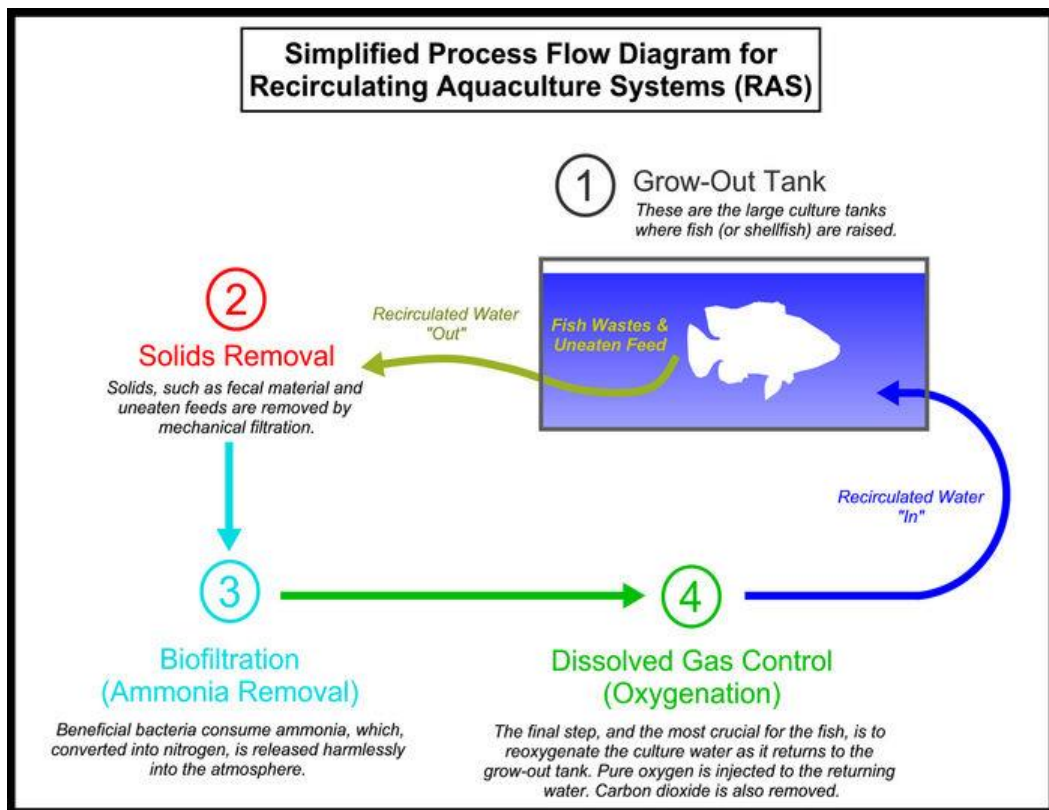 Simplified Process Flow Diagram for
Recirculating Aquaculture Systems (RAS)
1
Grow-Out Tank
These are the large culture tanks
where fish (or shellfish) are raised.
Fish Wastes &
Uneaten Feed
Recirculated Water
"Out"
2
Solids Removal
Solids, such as fecal material and
uneaten feeds are removed by
mechanical filtration.
3
Biofiltration
(Ammonia Removal)
Beneficial bacteria consume ammonia, which,
converted into nitrogen, is released harmlessly
into the atmosphere.
4
Dissolved Gas Control
(Oxygenation)
The final step, and the most crucial for the fish, is to
reoxygenate the culture water as it returns to the
grow-out tank. Pure oxygen is injected to the returning
water. Carbon dioxide is also removed.
Recirculated Water
"In"